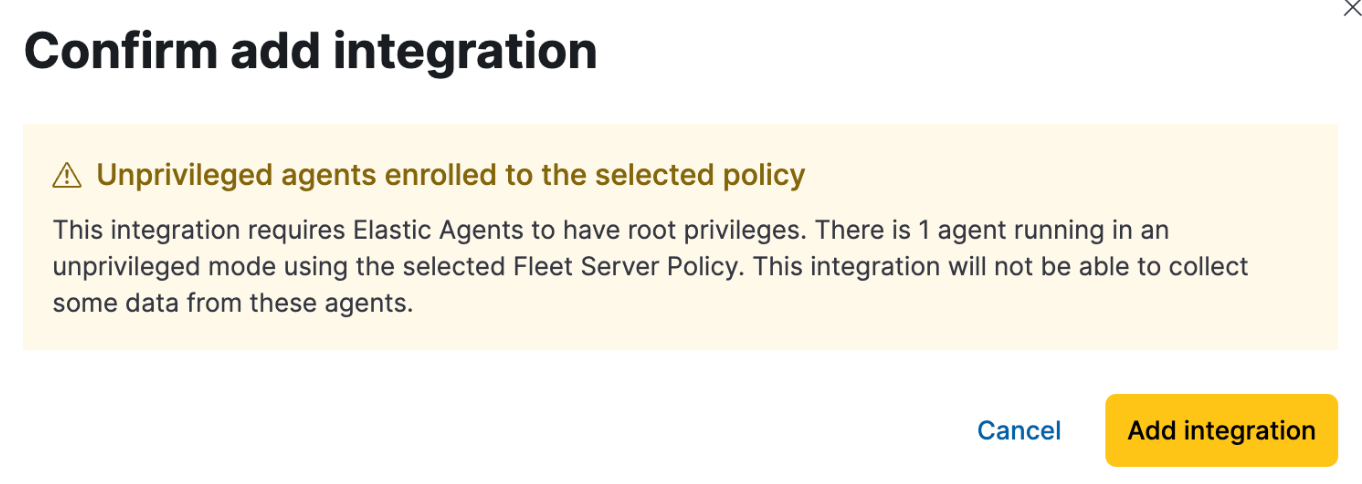 Confirm add integration
Unprivileged agents enrolled to the selected policy
This integration requires Elastic Agents to have root privileges. There is 1 agent running in an
unprivileged mode using the selected Fleet Server Policy. This integration will not be able to collect
some data from these agents.
Cancel
Add integration